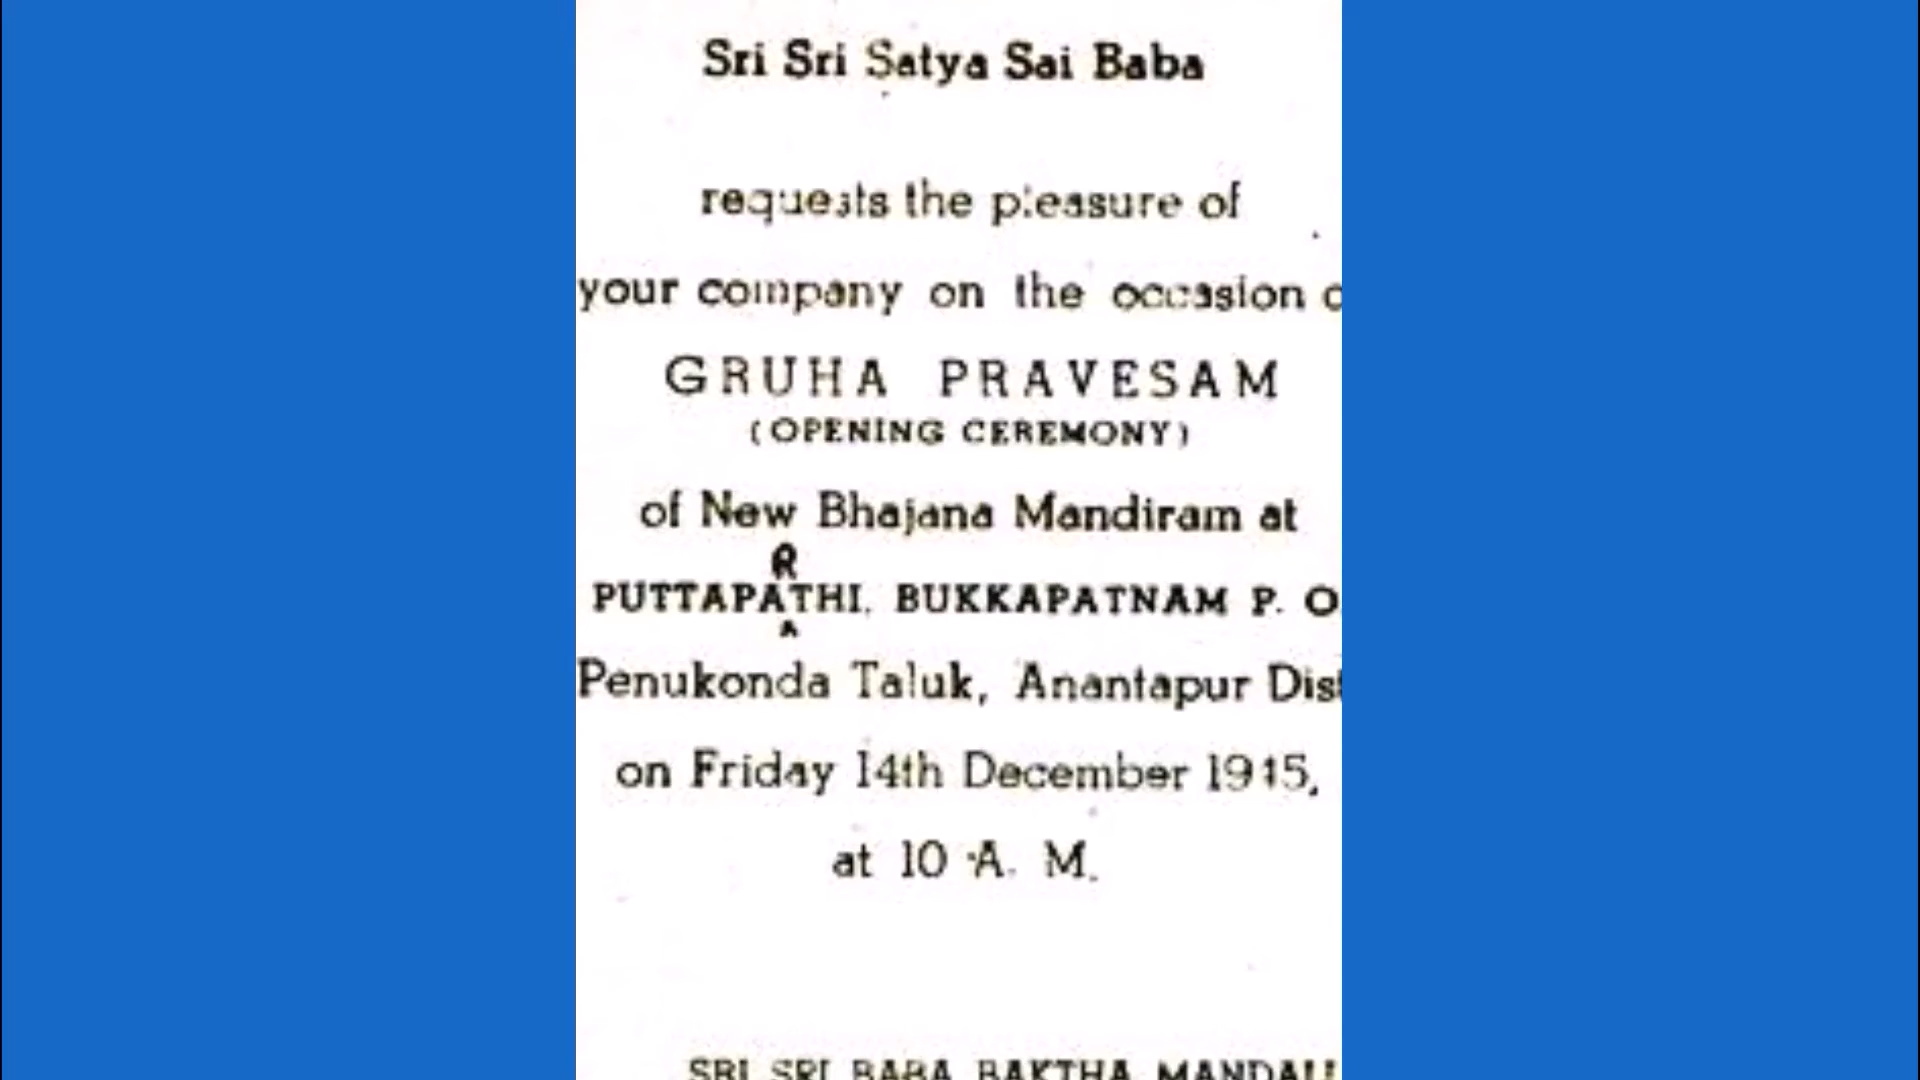 Sri Sri Satya Sai Baba
requests the pleasure of
your company on the occasion
GRUHA PRAVESAM
(OPENING CEREMONY)
of New Bhajana Mandiram at
R
PUTTAPATHI, BUKKAPATNAM P. O
Penukonda Taluk, Anantapur Dist
on Friday 14th December 1945,
at 10 A. M.
SRI SRI BABA BAKTHA MANDALI